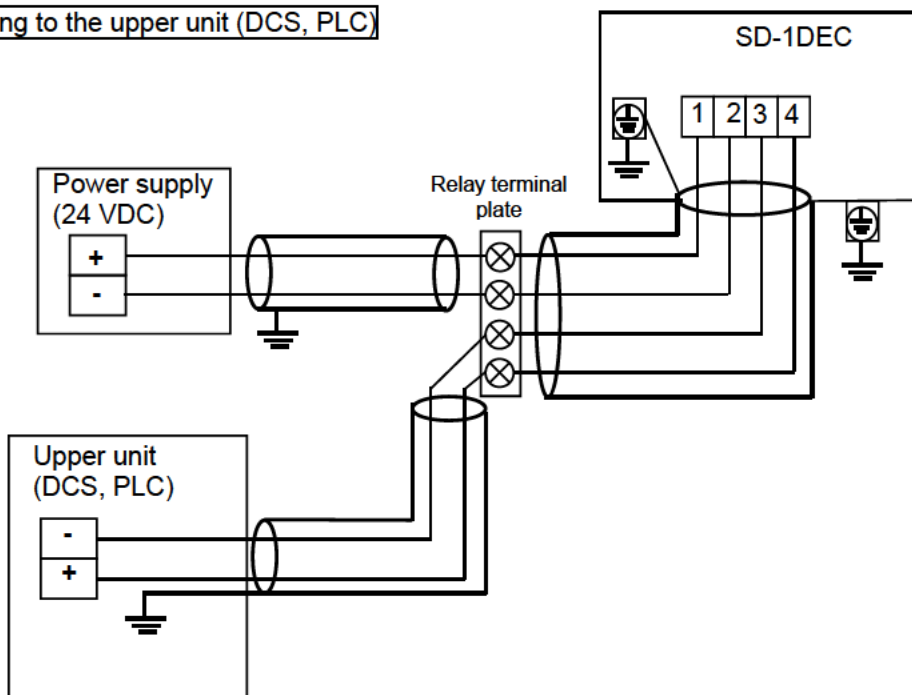 ng to the upper unit (DCS, PLC)
SD-1DEC
1 2 3 4
Power supply
(24 VDC)
+
-
Relay terminal
plate
Upper unit
(DCS, PLC)
-
+